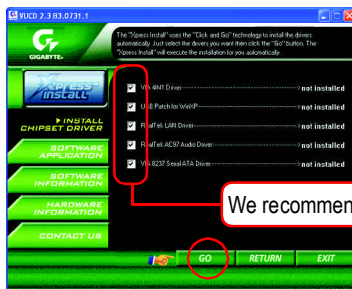 VUCD 2.3 B3.0731.1
The "Xpress Install" uses the "Click and Go" technology to install the drivers
automatically. Just select the drivers you want then click the "GO" button. The
"Xpress Install" will execute the installation for you automatically.
GIGABYTE
Xpress
INSTALL
INSTALL
CHIPSET DRIVER
SOFTWARE
APPLICATION
SOFTWARE
INFORMATION
HARDWARE
INFORMATION
CONTACT US
VIA 4IN1 Driver not installed
USB Patch for WinXP not installed
RealTek LAN Driver not installed
RealTek AC97 Audio Driver not installed
VIA 8237 Serial ATA Driver not installed
We recommen
GO RETURN EXIT